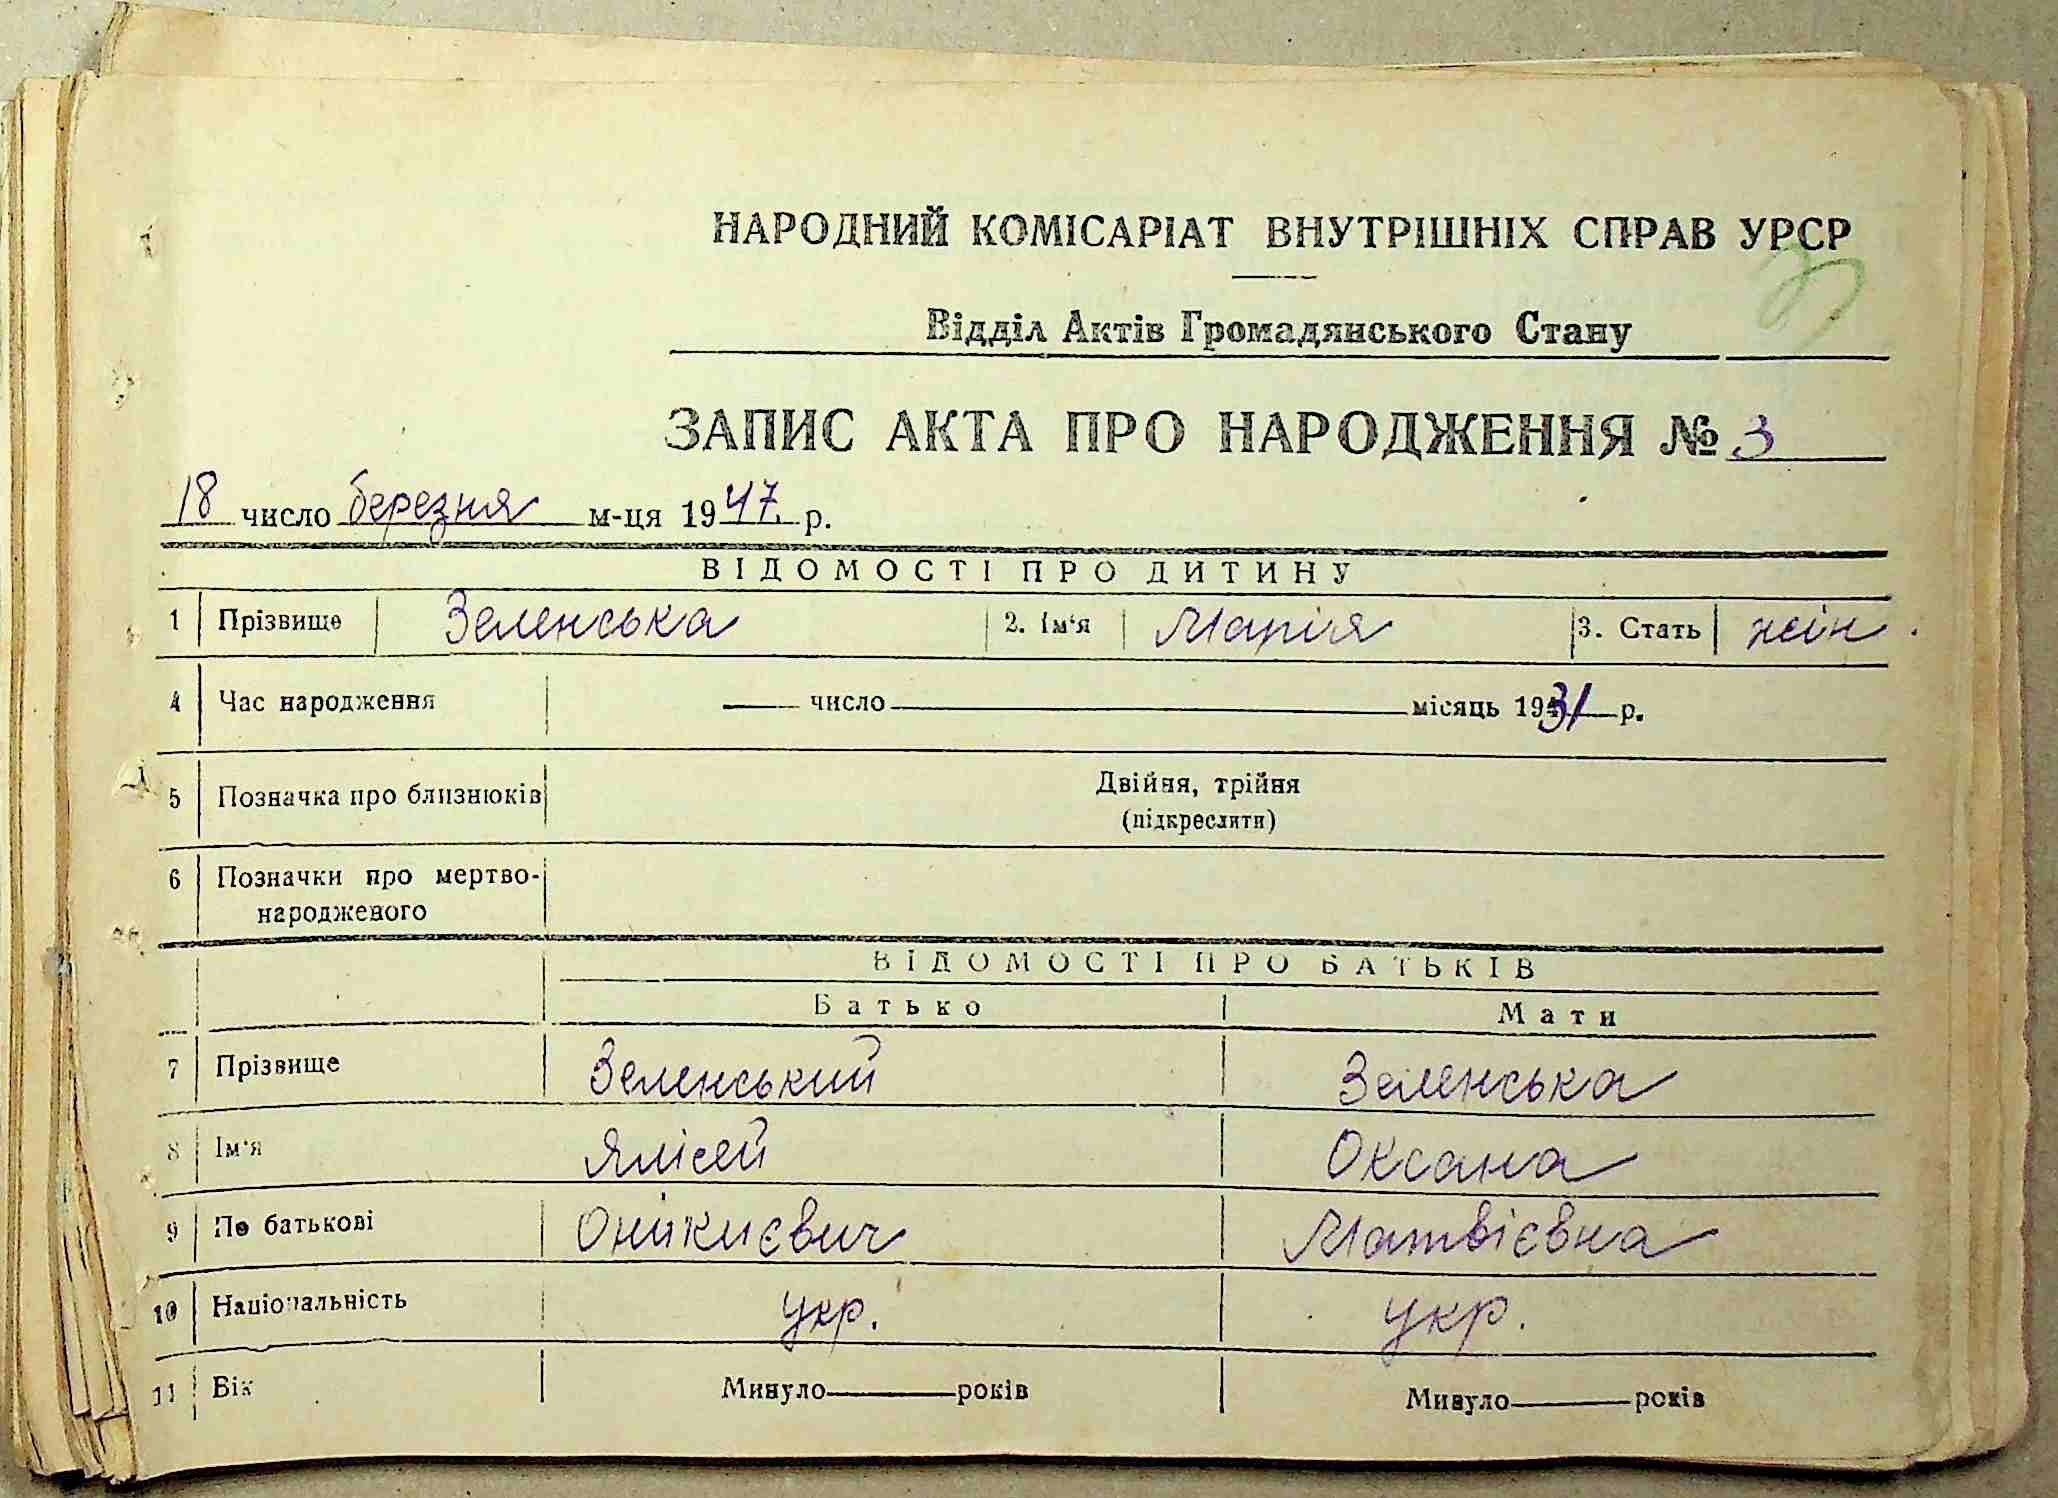 НАРОДНИЙ КОМІСАРІАТ ВНУТРІШНІХ СПРАВ УРСР
Відділ Актів Громадянського Стану
ЗАПИС АКТА ПРО НАРОДЖЕННЯ № 3
18 число березня м-ця 1947 р.
ВІДОМОСТІ ПРО ДИТИНУ
1 Прізвище Зеленська 2. Ім'я Марія 3. Стать жін.
4 Час народження число місяць 1931 р.
5 Позначка про близнюків Двійня, трійня
(підкреслити)
6 Позначки про мертво-
народженого
ВІДОМОСТІ ПРО БАТЬКІВ
Батько Мати
7 Прізвище Зеленський Зеленська
8 Ім'я Ялісей Оксана
9 По батькові Онікиєвич Матвієвна
10 Національність укр. укр.
11 Вік Минуло років Минуло років